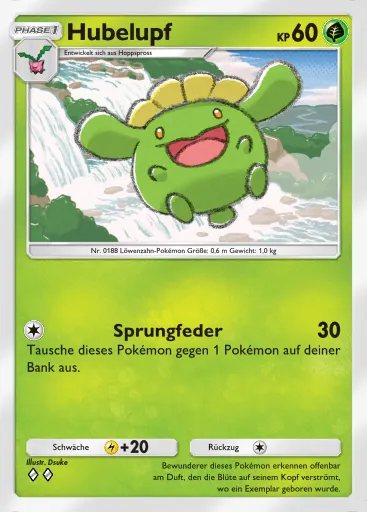 PHASE 1
Hubelupf
KP 60
Entwickelt sich aus Hoppspross
Nr. 0188 Löwenzahn-Pokémon Größe: 0,6 m Gewicht: 1,0 kg
Sprungfeder 30
Tausche dieses Pokémon gegen 1 Pokémon auf deiner
Bank aus.
Schwäche +20
Rückzug
Illustr. Dsuke
Bewunderer dieses Pokémon erkennen offenbar
am Duft, den die Blüte auf seinem Kopf verströmt,
wo ein Exemplar geboren wurde.